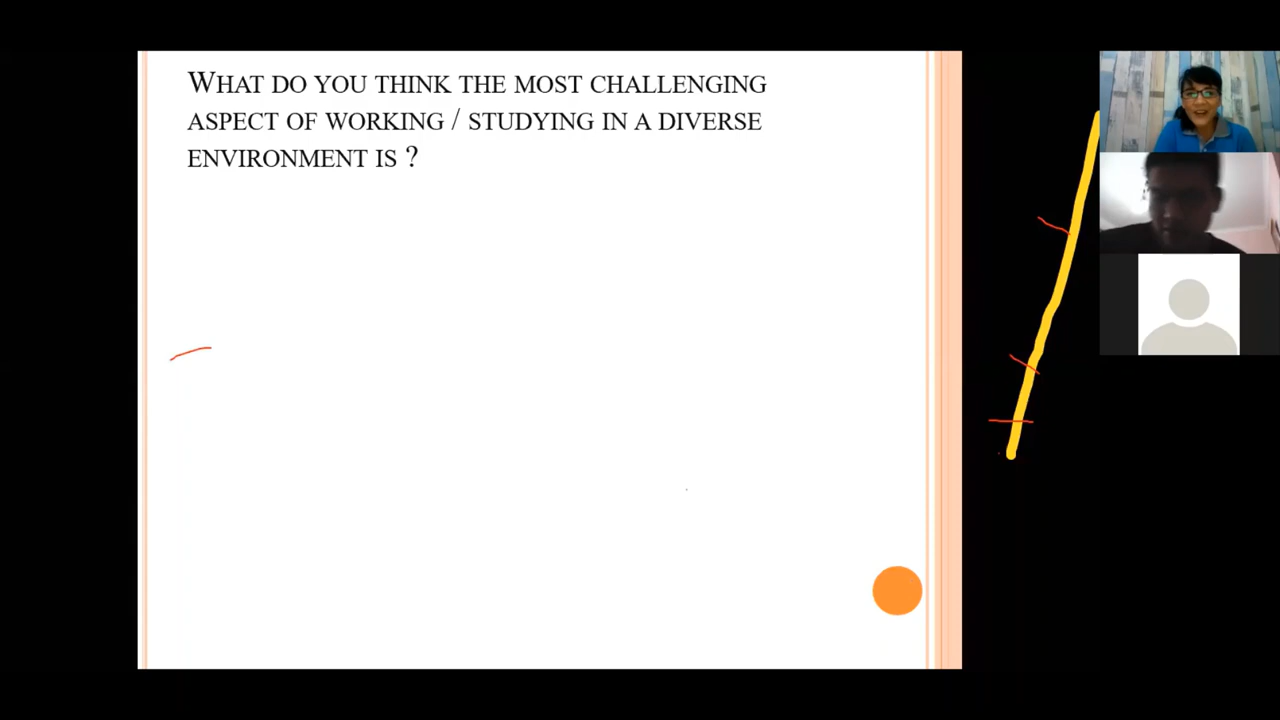 WHAT DO YOU THINK THE MOST CHALLENGING
ASPECT OF WORKING / STUDYING IN A DIVERSE
ENVIRONMENT IS ?